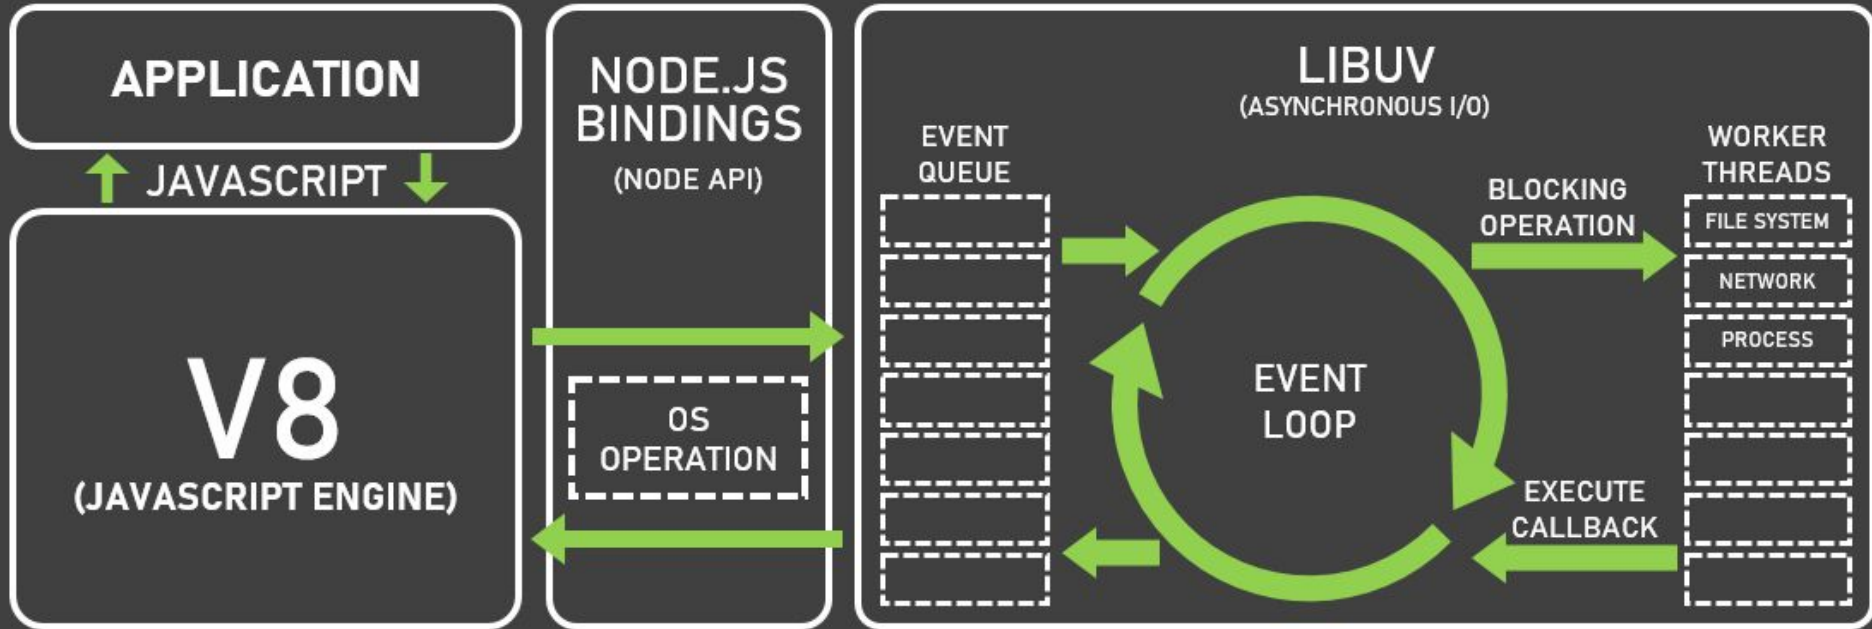 APPLICATION
JAVASCRIPT
V8
(JAVASCRIPT ENGINE)
NODE.JS
BINDINGS
(NODE API)
OS
OPERATION
LIBUV
(ASYNCHRONOUS I/O)
EVENT
QUEUE
EVENT
LOOP
BLOCKING
OPERATION
EXECUTE
CALLBACK
WORKER
THREADS
FILE SYSTEM
NETWORK
PROCESS